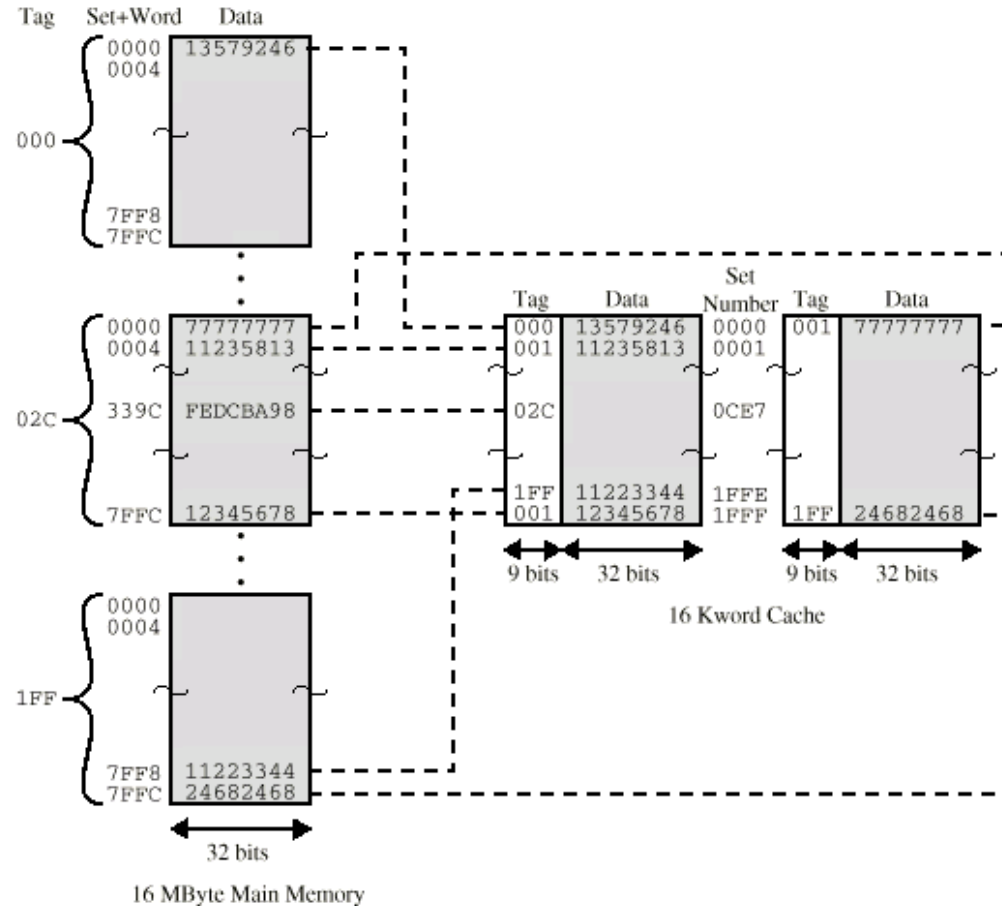 Tag Set+Word Data
0000 13579246
0004
000
7FF8
7FFC
0000 77777777
0004 11235813
02C
339C FEDCBA98
7FFC 12345678
0000
0004
1FF
7FF8 11223344
7FFC 24682468
32 bits
16 MByte Main Memory
Tag Data Set Number Tag Data
000 13579246 0000 001 77777777
001 11235813 0001
02C 0CE7
1FF 11223344 1FFE
001 12345678 1FFF 1FF 24682468
9 bits 32 bits 9 bits 32 bits
16 Kword Cache